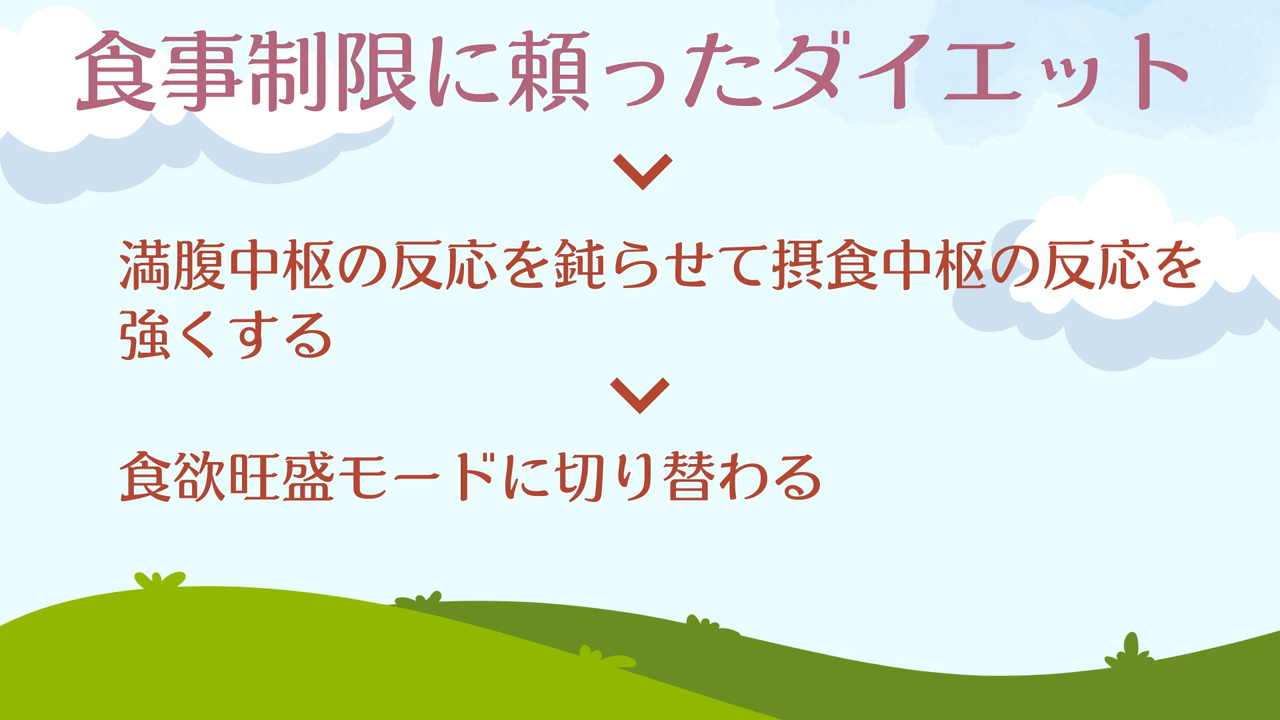 食事制限に頼ったダイエット
満腹中枢の反応を鈍らせて摂食中枢の反応を
強くする
食欲旺盛モードに切り替わる